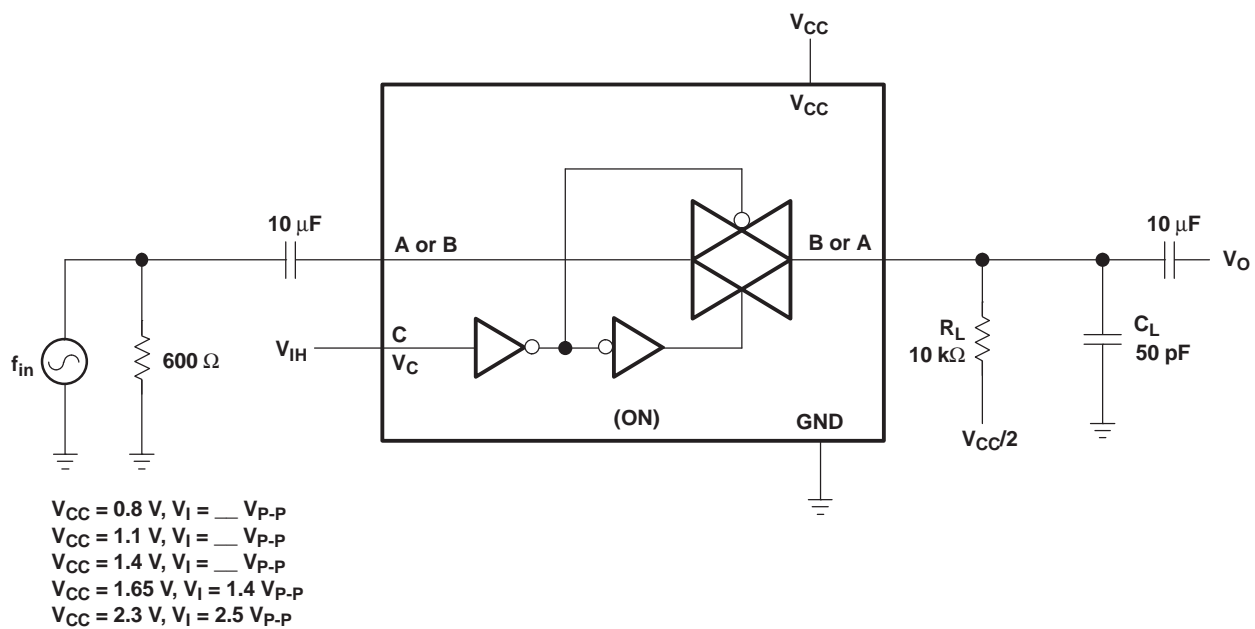 VCC
VCC
10 μF
A or B
B or A
10 μF
VO
fin
600 Ω
VIH
C
VC
RL
10 kΩ
CL
50 pF
(ON)
GND
VCC/2
VCC = 0.8 V, VI = __ VP-P
VCC = 1.1 V, VI = __ VP-P
VCC = 1.4 V, VI = __ VP-P
VCC = 1.65 V, VI = 1.4 VP-P
VCC = 2.3 V, VI = 2.5 VP-P